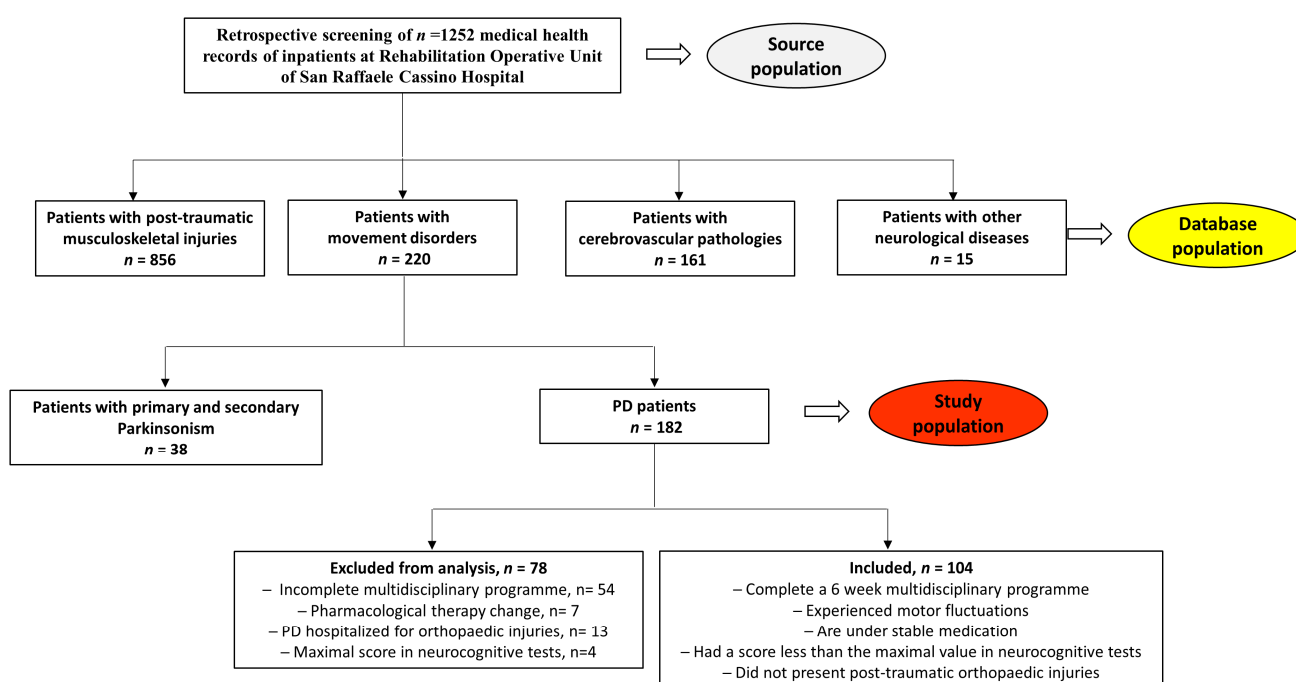 Retrospective screening of n =1252 medical health
records of inpatients at Rehabilitation Operative Unit
of San Raffaele Cassino Hospital
Source
population
Patients with post-traumatic
musculoskeletal injuries
n = 856
Patients with
movement disorders
n = 220
Patients with
cerebrovascular pathologies
n = 161
Patients with other
neurological diseases
n = 15
Database
population
Patients with primary and secondary
Parkinsonism
n = 38
PD patients
n = 182
Study
population
Excluded from analysis, n = 78
– Incomplete multidisciplinary programme, n= 54
– Pharmacological therapy change, n= 7
– PD hospitalized for orthopaedic injuries, n= 13
– Maximal score in neurocognitive tests, n=4
Included, n = 104
– Complete a 6 week multidisciplinary programme
– Experienced motor fluctuations
– Are under stable medication
– Had a score less than the maximal value in neurocognitive tests
– Did not present post-traumatic orthopaedic injuries